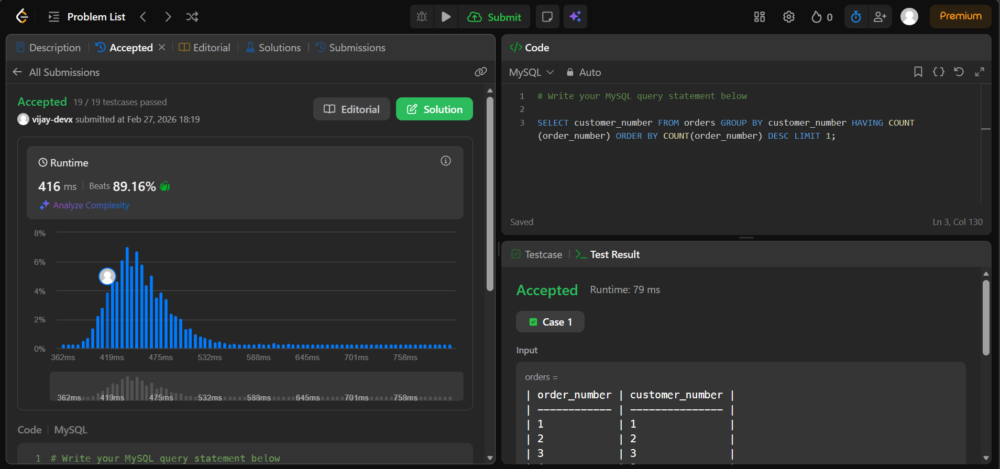 Problem List
Submit
0
Premium
Description
Accepted
Editorial
Solutions
Submissions
All Submissions
Accepted 19 / 19 testcases passed
vijay-devx submitted at Feb 27, 2026 18:19
Editorial
Solution
Runtime
416 ms Beats 89.16%
Analyze Complexity
8%
6%
4%
2%
0%
362ms 419ms 475ms 532ms 588ms 645ms 701ms 758ms
362ms 419ms 475ms 532ms 588ms 645ms 701ms 758ms
Code MySQL
1 # Write your MySQL query statement below
</> Code
MySQL Auto
1 # Write your MySQL query statement below
2
3 SELECT customer_number FROM orders GROUP BY customer_number HAVING COUNT
(order_number) ORDER BY COUNT(order_number) DESC LIMIT 1;
Saved
Ln 3, Col 130
Testcase
Test Result
Accepted Runtime: 79 ms
Case 1
Input
orders =
| order_number | customer_number |
| ------------ | --------------- |
| 1 | 1 |
| 2 | 2 |
| 3 | 3 |